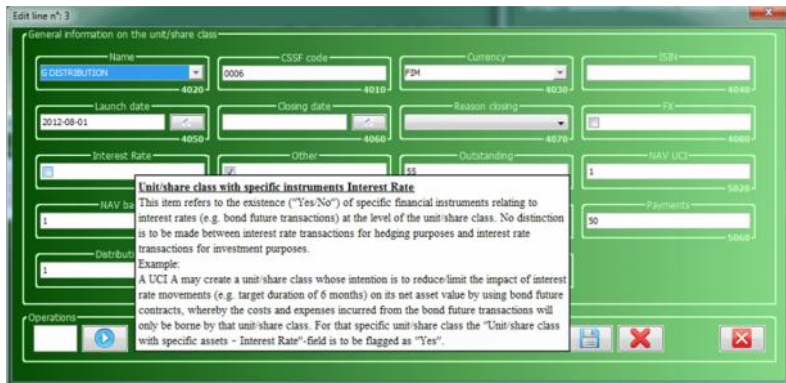 Edit line n°: 3
General information on the unit/share class
Name
CSSF code
Currency
ISIN
G DISTRIBUTION
0006
FIM
4020
4010
4030
4040
Launch date
Closing date
Reason closing
FX
2012-08-01
4050
4060
4070
4080
Interest Rate
Other
Outstanding
NAV UCI
55
1
5020
Unit/share class with specific instruments Interest Rate
This item refers to the existence ("Yes/No") of specific financial instruments relating to
interest rates (e.g. bond future transactions) at the level of the unit/share class. No distinction
is to be made between interest rate transactions for hedging purposes and interest rate
transactions for investment purposes.
Example:
A UCI A may create a unit/share class whose intention is to reduce/limit the impact of interest
rate movements (e.g. target duration of 6 months) on its net asset value by using bond future
contracts, whereby the costs and expenses incurred from the bond future transactions will
only be borne by that unit/share class. For that specific unit/share class the "Unit/share class
with specific assets - Interest Rate"-field is to be flagged as "Yes".
NAV ba
Payments
1
50
5060
Distributi
1
Operations